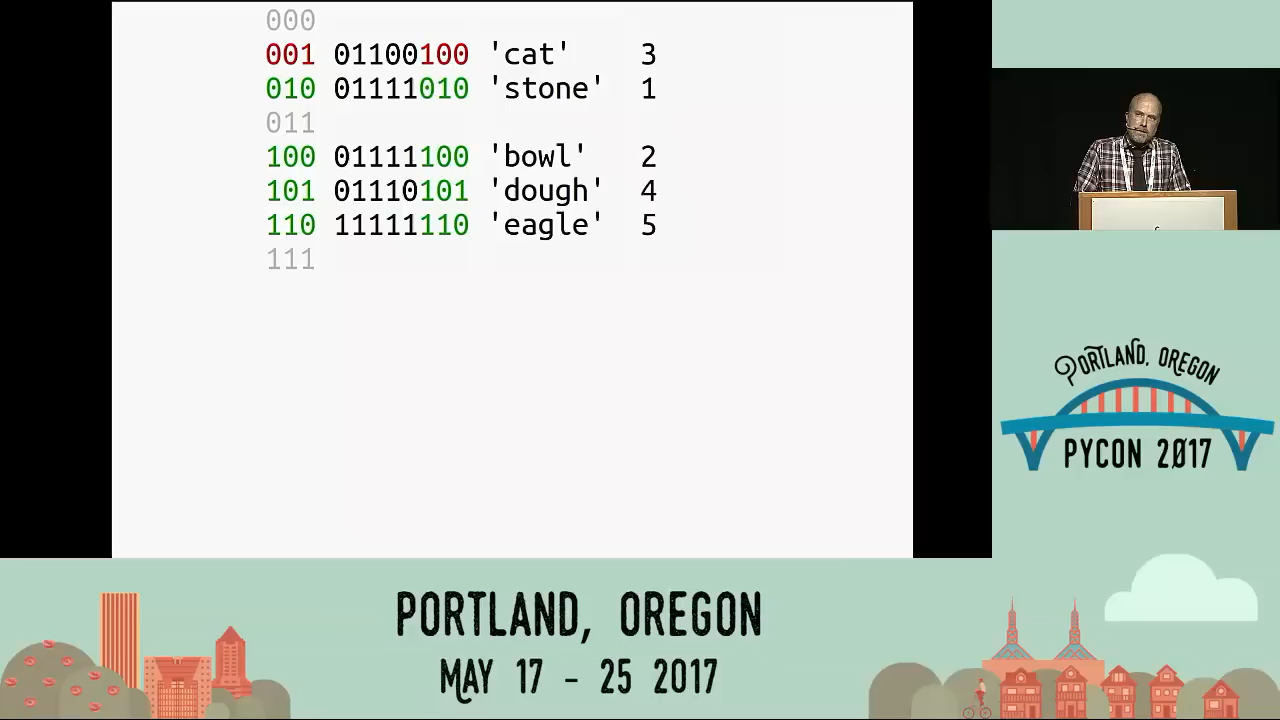 000
001 01100100 'cat' 3
010 01111010 'stone' 1
011
100 01111100 'bowl' 2
101 01110101 'dough' 4
110 11111110 'eagle' 5
111
PORTLAND, OREGON
PYCON 2017
PORTLAND, OREGON
MAY 17 - 25 2017